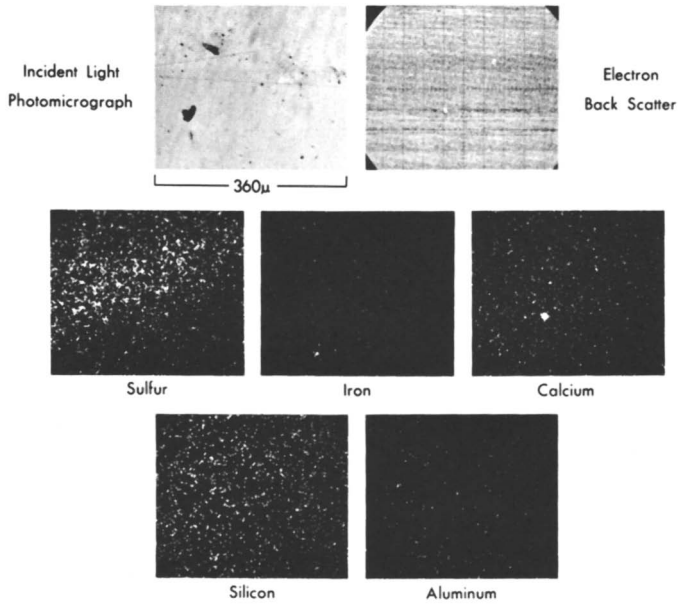 Incident Light
Photomicrograph
Electron
Back Scatter
360μ
Sulfur
Iron
Calcium
Silicon
Aluminum